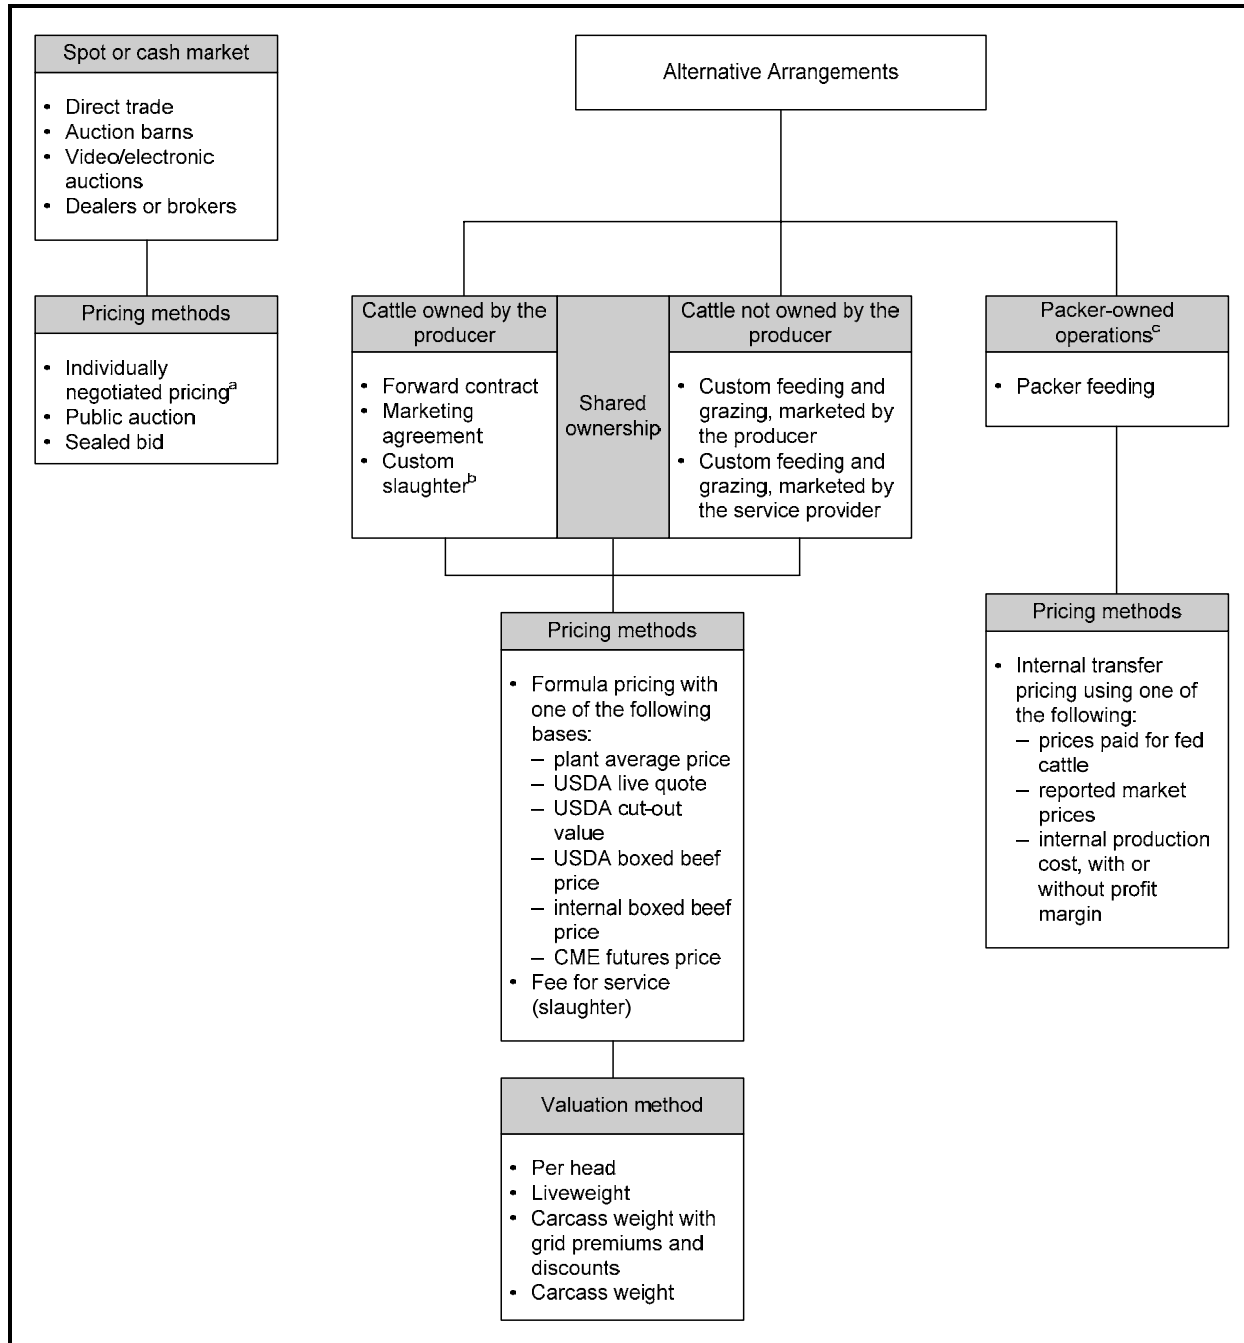 Spot or cash market
• Direct trade
• Auction barns
• Video/electronic
auctions
• Dealers or brokers
Pricing methods
• Individually
negotiated pricingᵃ
• Public auction
• Sealed bid
Alternative Arrangements
Cattle owned by the
producer
• Forward contract
• Marketing
agreement
• Custom
slaughterᵇ
Shared
ownership
Cattle not owned by the
producer
• Custom feeding and
grazing, marketed by
the producer
• Custom feeding and
grazing, marketed by
the service provider
Packer-owned
operationsᶜ
• Packer feeding
Pricing methods
• Formula pricing with
one of the following
bases:
– plant average price
– USDA live quote
– USDA cut-out
value
– USDA boxed beef
price
– internal boxed beef
price
– CME futures price
• Fee for service
(slaughter)
Pricing methods
• Internal transfer
pricing using one of
the following:
– prices paid for fed
cattle
– reported market
prices
– internal production
cost, with or
without profit
margin
Valuation method
• Per head
• Liveweight
• Carcass weight with
grid premiums and
discounts
• Carcass weight